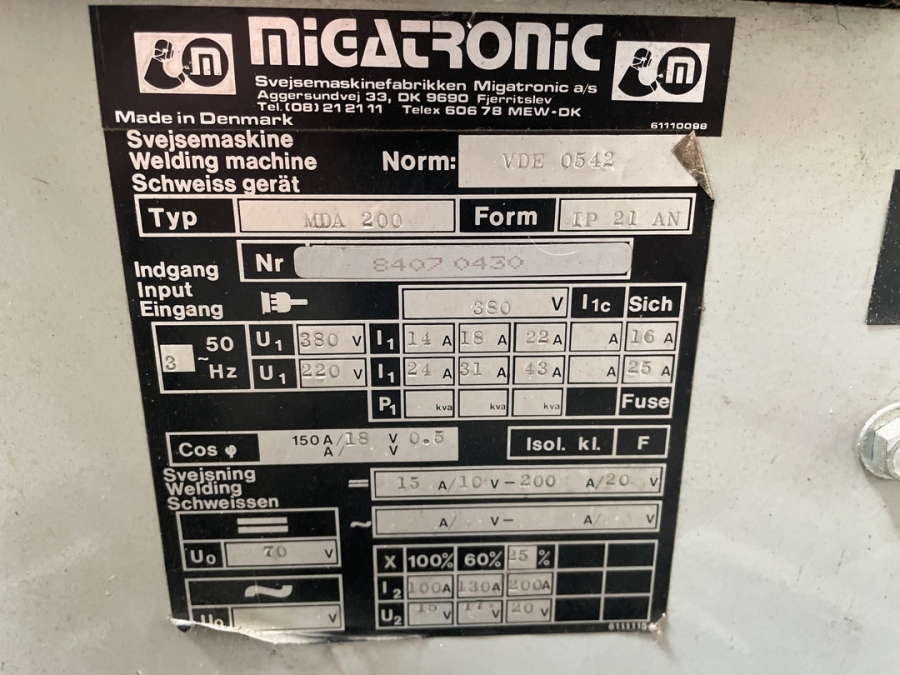 MIGATRONIC
Svejsemaskinefabrikken Migatronic a/s
Aggersundvej 33, DK 9690 Fjerritslev
Tel. (08) 21 21 11 Telex 606 78 MEW-DK
Made in Denmark
61110098
Svejsemaskine
Welding machine
Schweiss gerät
Norm: VDE 0542
Typ MDA 200 Form IP 21 AN
Nr 8407 0430
Indgang
Input
Eingang
380 V I1c Sich
3 ~ 50 Hz
U1 380 V I1 14 A 18 A 22 A A 16 A
U1 220 V I1 24 A 31 A 43 A A 25 A
P1 kva kva kva Fuse
Cos φ 150 A/18 V 0.5
A/ V
Isol. kl. F
Svejsning
Welding
Schweissen
= 15 A/10 V - 200 A/20 V
~ A/ V - A/ V
U0 70 V
X 100% 60% 25 %
I2 100A 130A 200A
U2 15 V V 20 V
~
Uo V